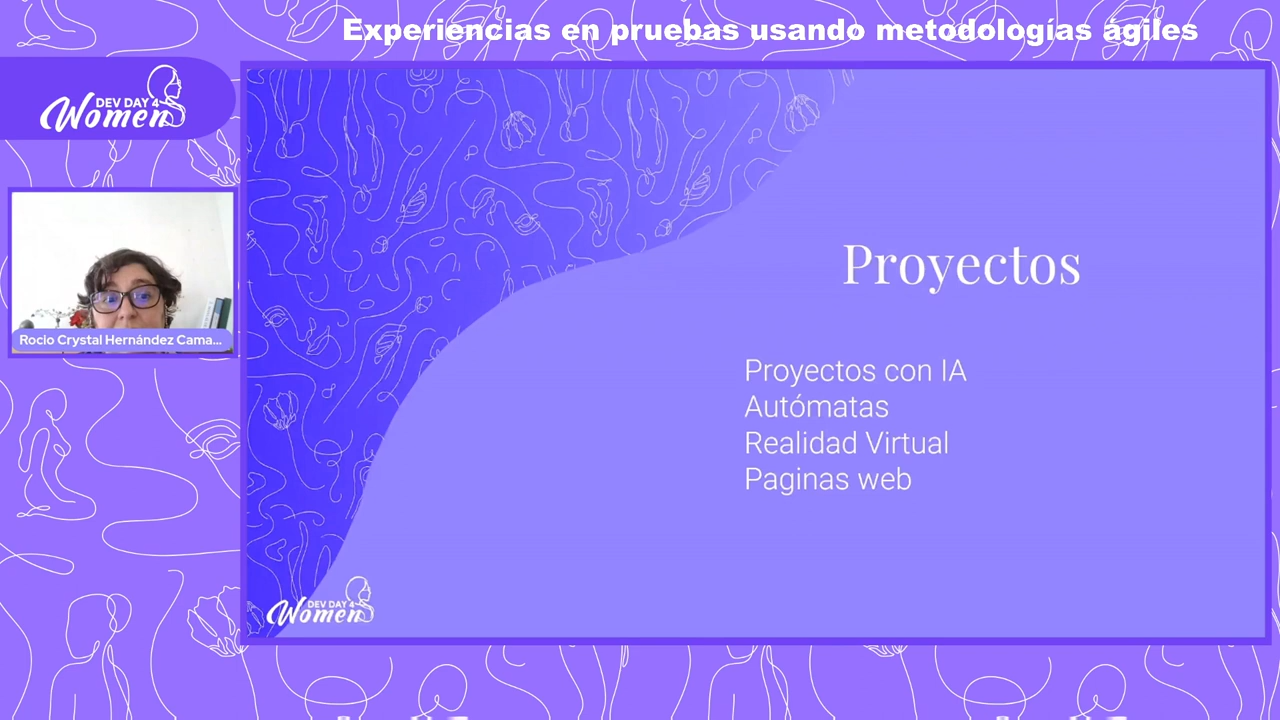 Experiencias en pruebas usando metodologías ágiles
DEV DAY 4
Women
Rocio Crystal Hernández Cama...
Proyectos
Proyectos con IA
Autómatas
Realidad Virtual
Paginas web
DEV DAY 4
Women